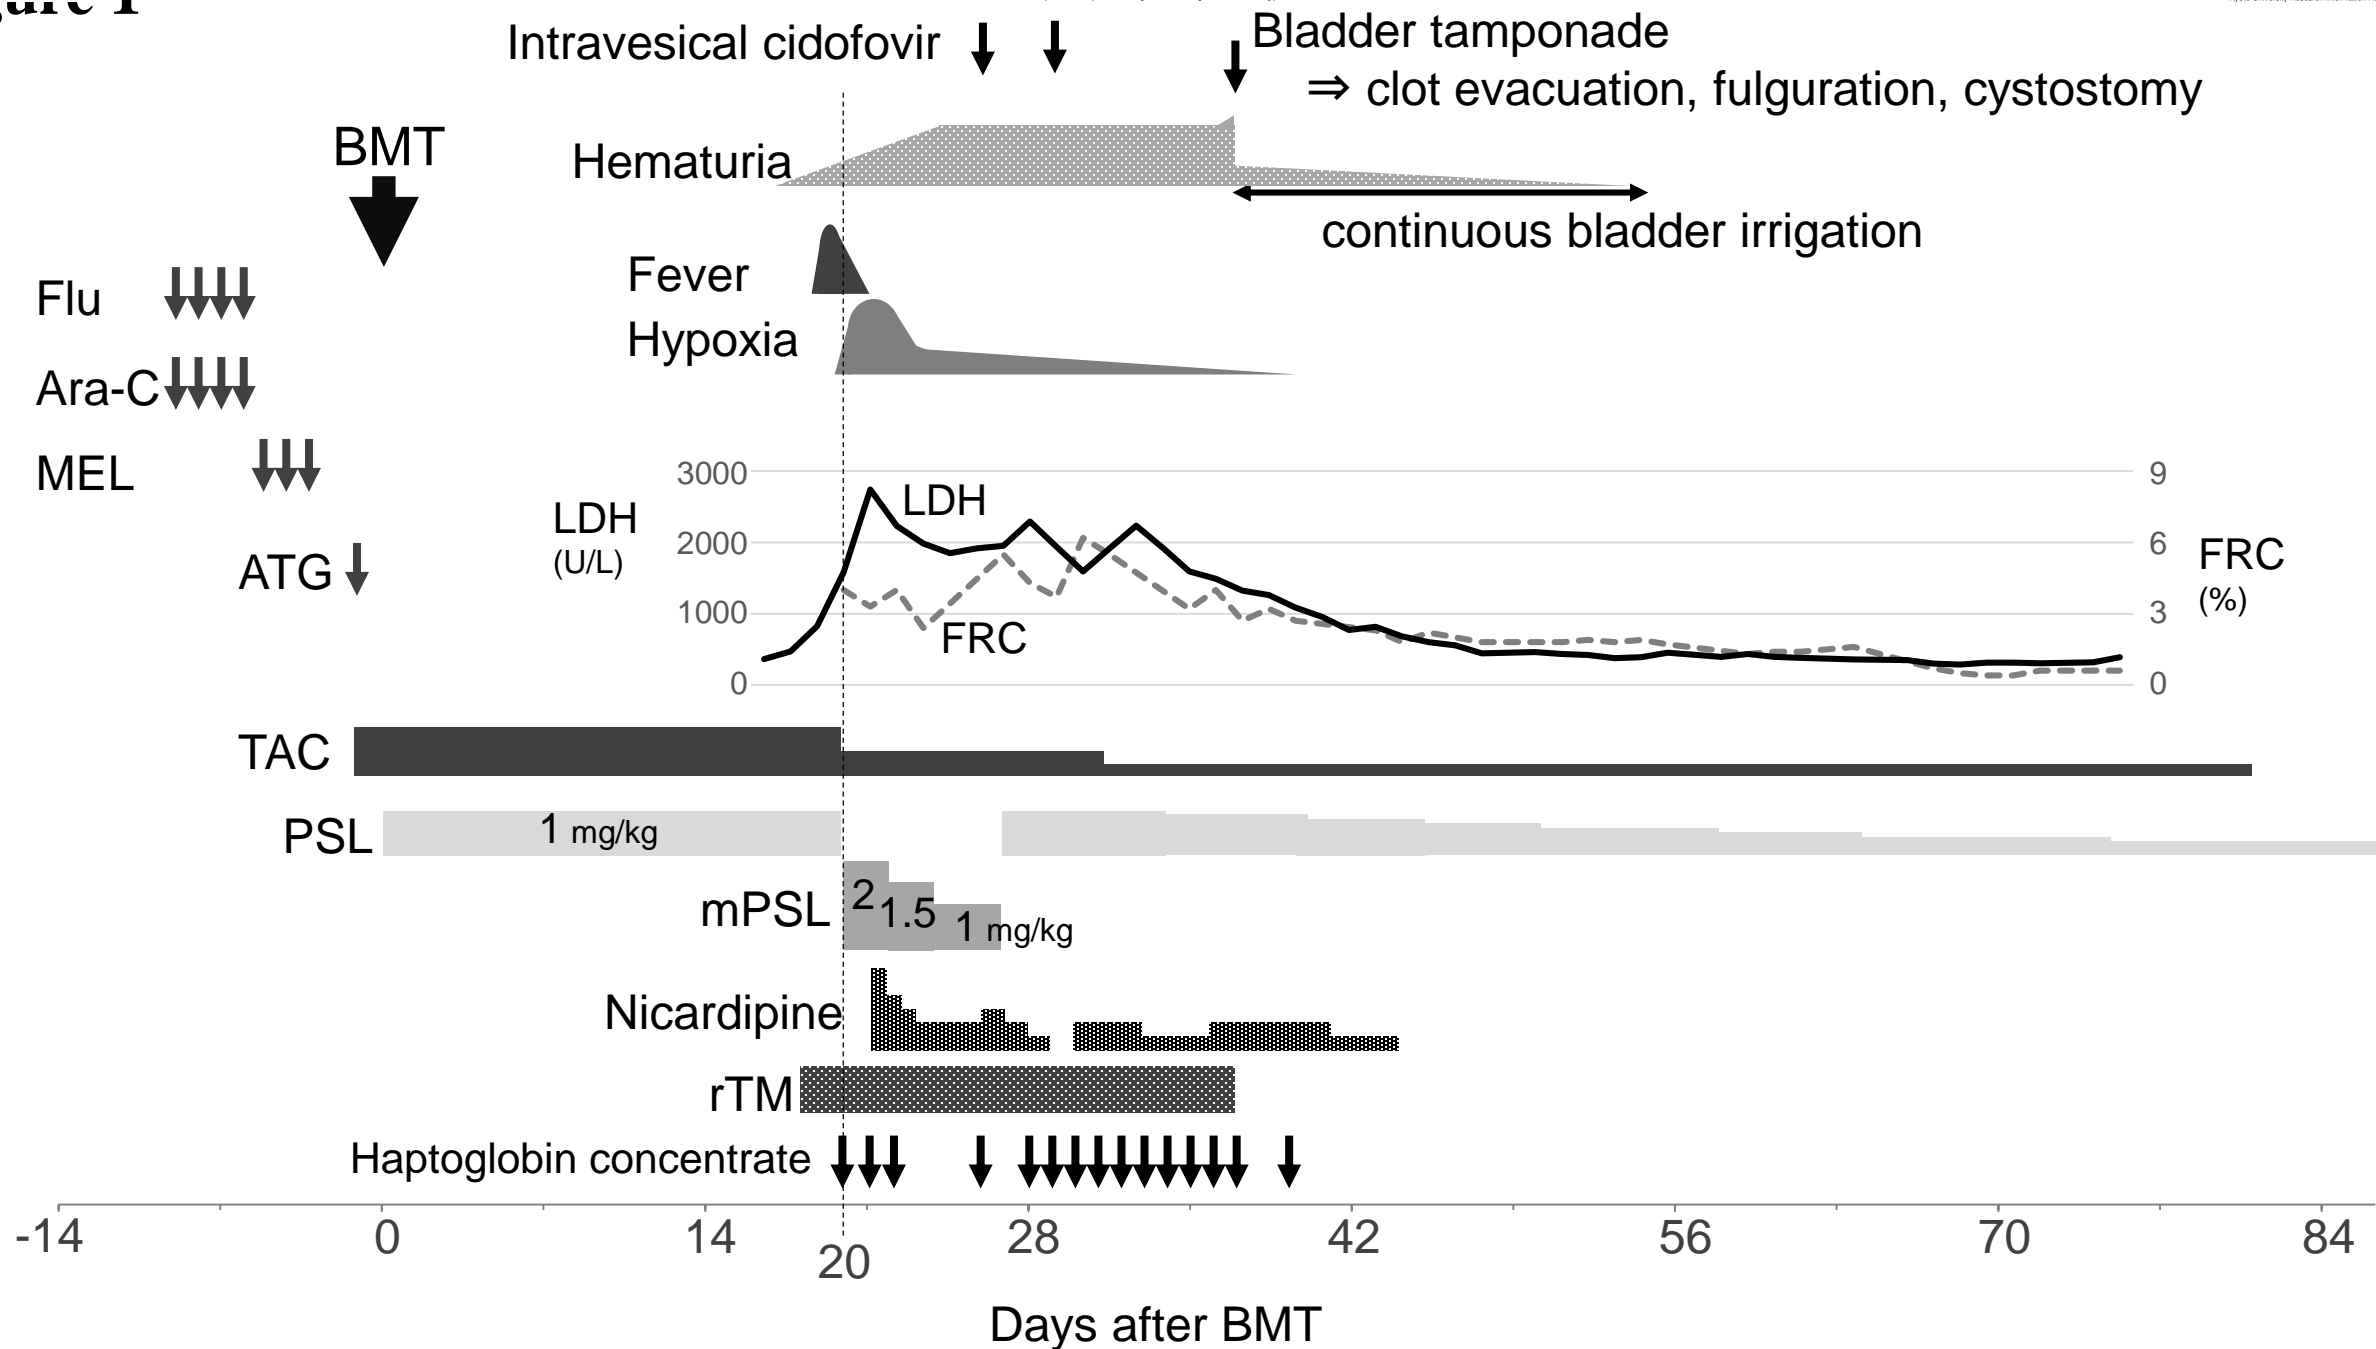 Intravesical cidofovir
Bladder tamponade
⇒ clot evacuation, fulguration, cystostomy
BMT
Hematuria
continuous bladder irrigation
Fever
Flu
Hypoxia
Ara-C
MEL
3000
9
LDH
LDH
(U/L)
2000
6
FRC
(%)
ATG
1000
3
FRC
0
0
TAC
PSL
1 mg/kg
mPSL
2
1.5
1 mg/kg
Nicardipine
rTM
Haptoglobin concentrate
-14 0 14 28 42 56 70 84
20
Days after BMT